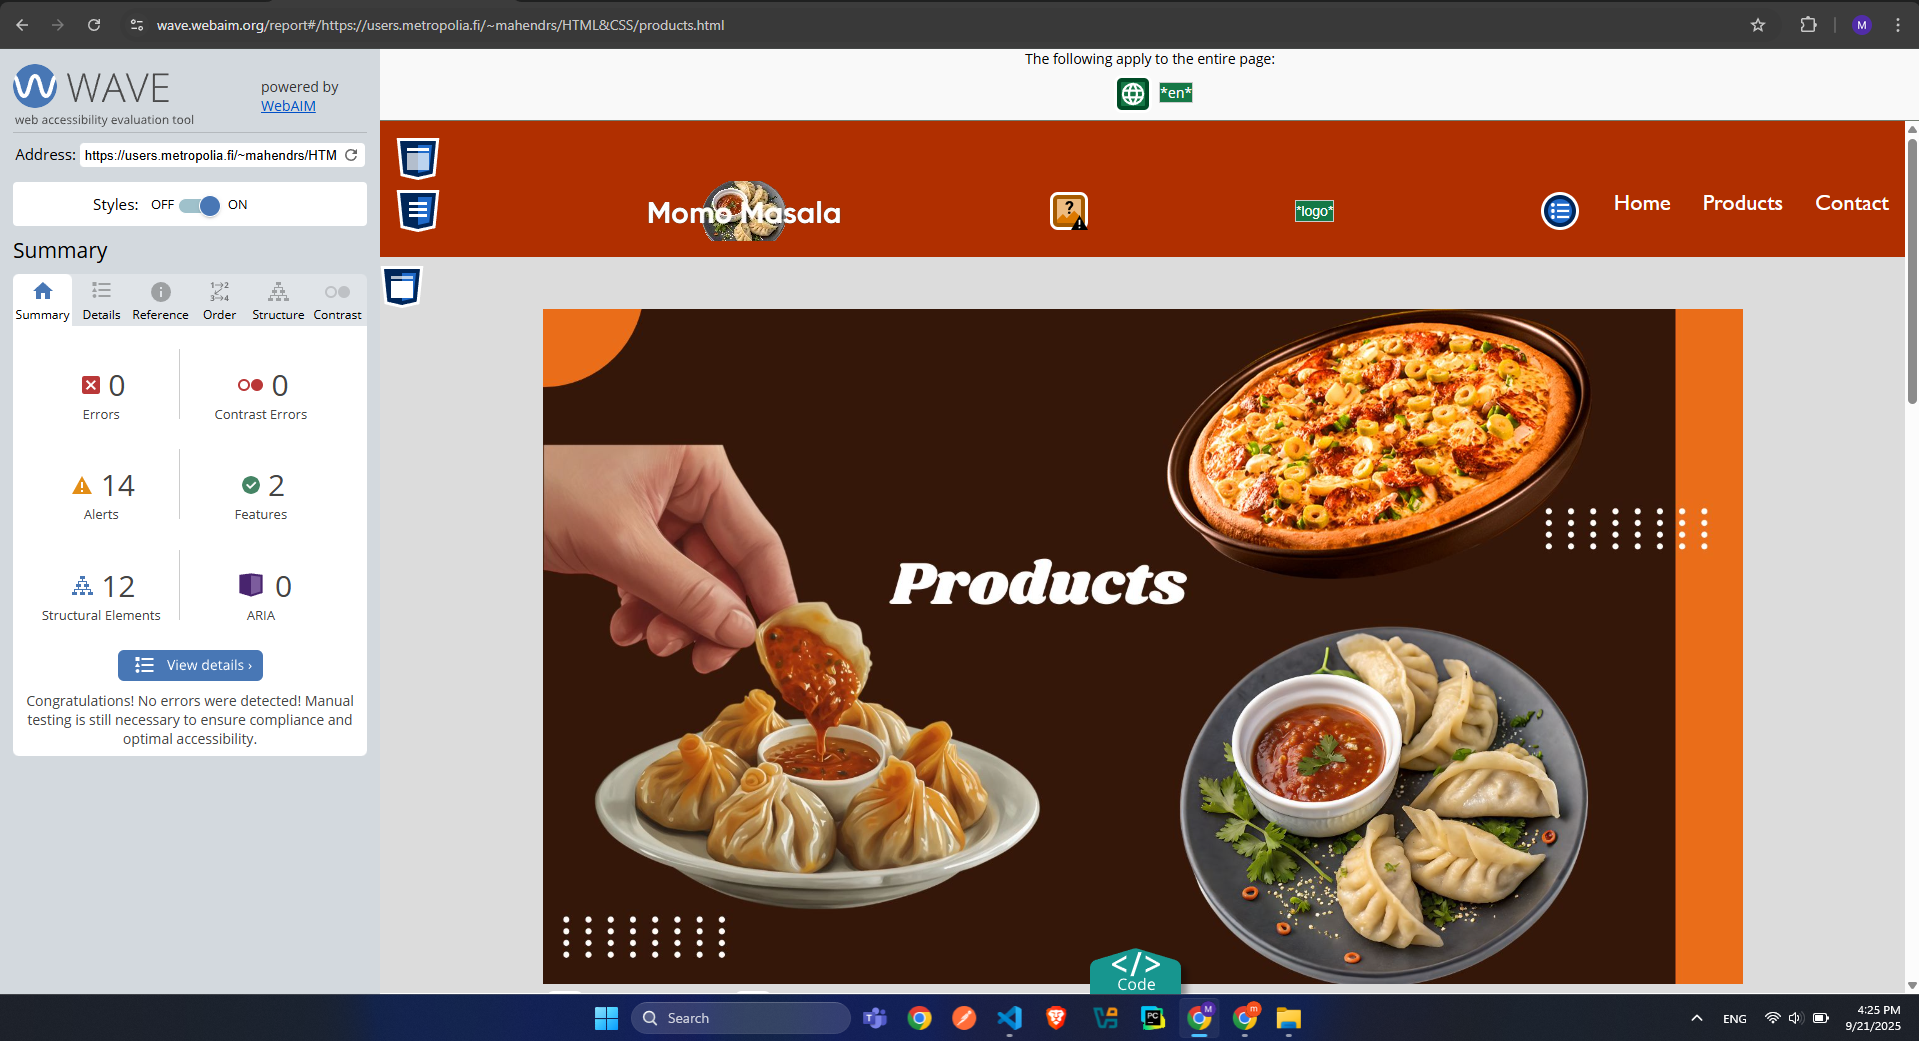 wave.webaim.org/report#/https://users.metropolia.fi/~mahendrs/HTML&CSS/products.html
M
WAVE
powered by
WebAIM
web accessibility evaluation tool
Address:
https://users.metropolia.fi/~mahendrs/HTM
Styles:
OFF
ON
Summary
Summary
Details
Reference
Order
Structure
Contrast
0
Errors
0
Contrast Errors
14
Alerts
2
Features
12
Structural Elements
0
ARIA
View details ›
Congratulations! No errors were detected! Manual
testing is still necessary to ensure compliance and
optimal accessibility.
The following apply to the entire page:
*en*
Momo Masala
*logo*
Home
Products
Contact
Products
</>
Code
Search
ENG
4:25 PM
9/21/2025